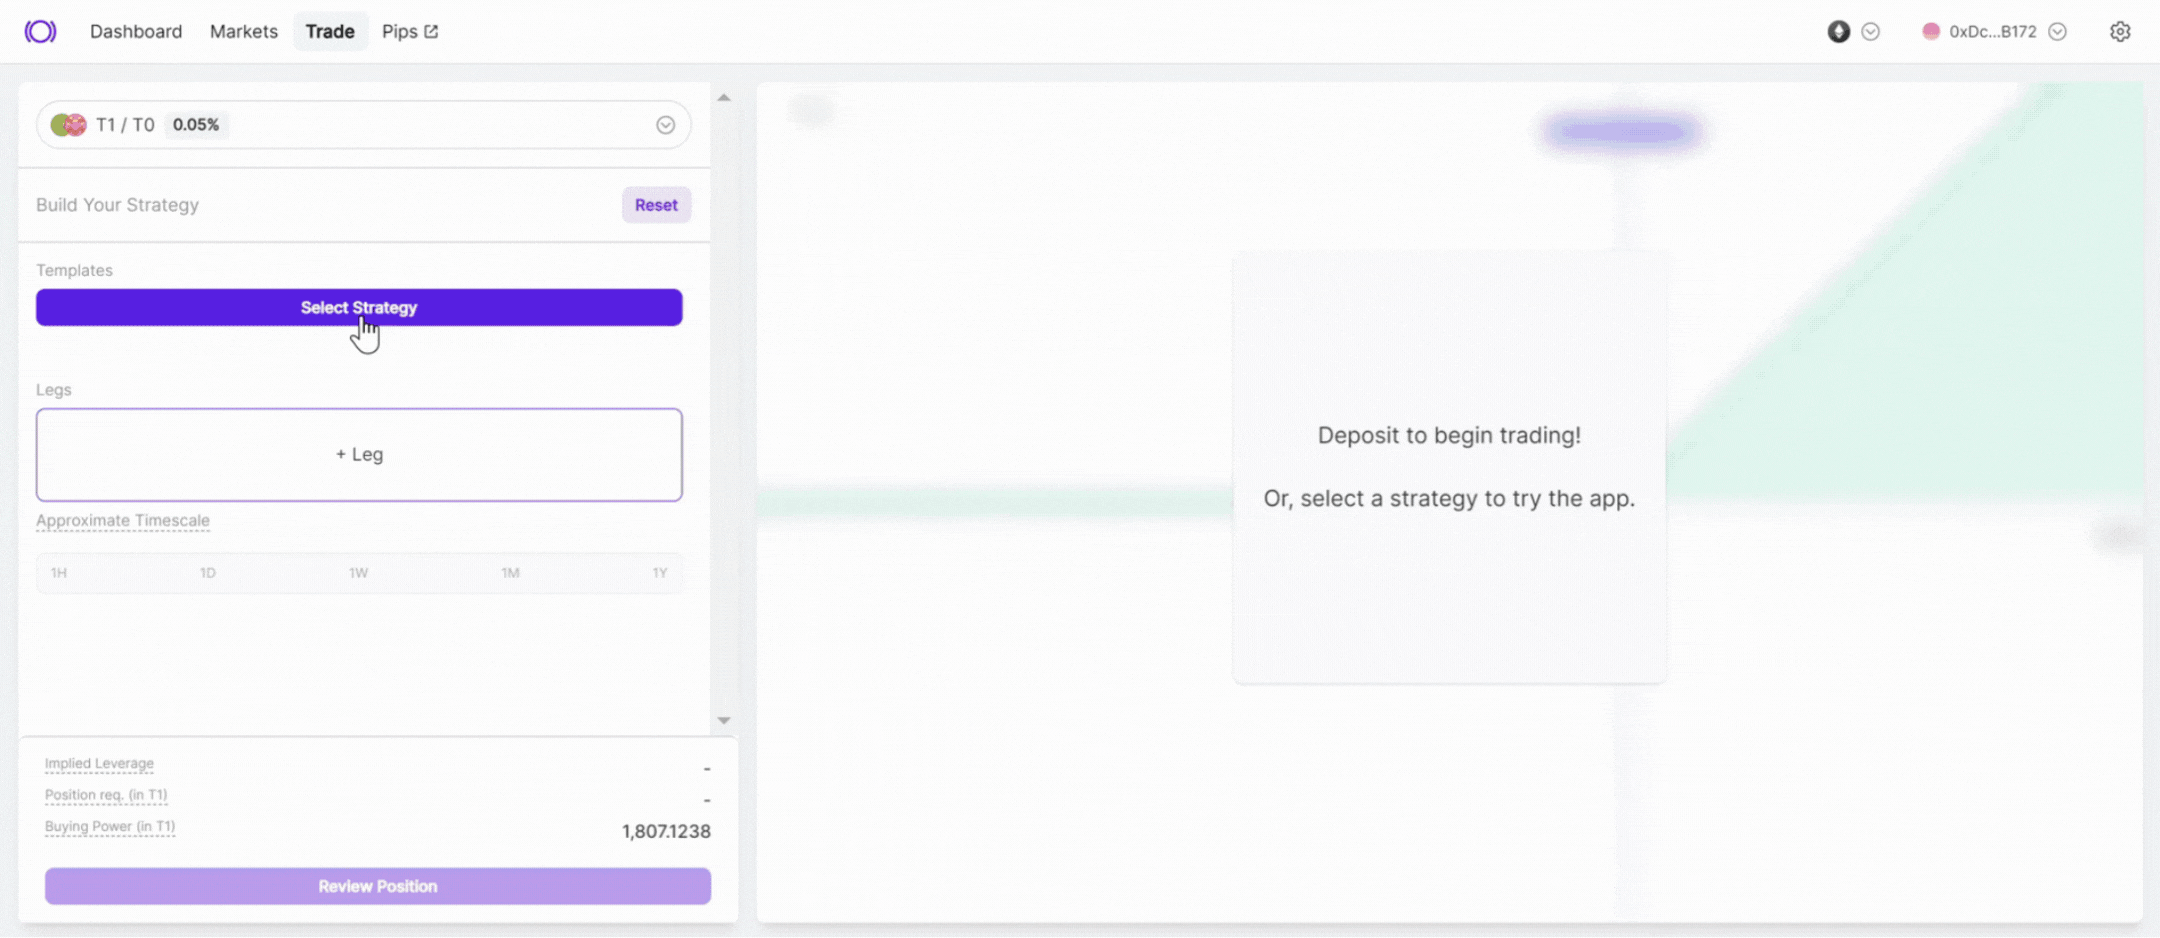 Dashboard Markets Trade Pips 0xDc...B172
T1 / T0 0.05%
Build Your Strategy Reset
Templates
Select Strategy
Legs
+ Leg
Approximate Timescale
1H 1D 1W 1M 1Y
Implied Leverage -
Position req. (in T1) -
Buying Power (in T1) 1,807.1238
Review Position
Deposit to begin trading!
Or, select a strategy to try the app.